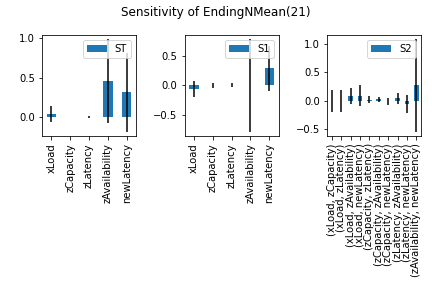 Sensitivity of EndingNMean(21)
ST
1.0
0.5
0.0
xLoad
zCapacity
zLatency
zAvailability
newLatency
S1
0.5
0.0
−0.5
xLoad
zCapacity
zLatency
zAvailability
newLatency
S2
1.0
0.5
0.0
−0.5
(xLoad, zCapacity)
(xLoad, zLatency)
(xLoad, zAvailability)
(xLoad, newLatency)
(zCapacity, zLatency)
(zCapacity, zAvailability)
(zCapacity, newLatency)
(zLatency, zAvailability)
(zLatency, newLatency)
(zAvailability, newLatency)